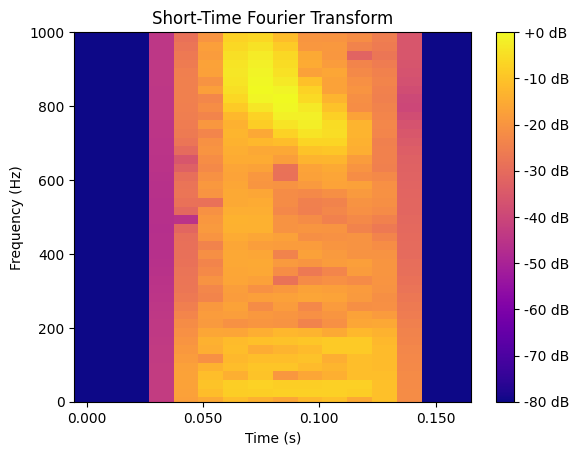 Short-Time Fourier Transform
1000
800
600
400
200
0
Frequency (Hz)
0.000
0.050
0.100
0.150
Time (s)
+0 dB
-10 dB
-20 dB
-30 dB
-40 dB
-50 dB
-60 dB
-70 dB
-80 dB